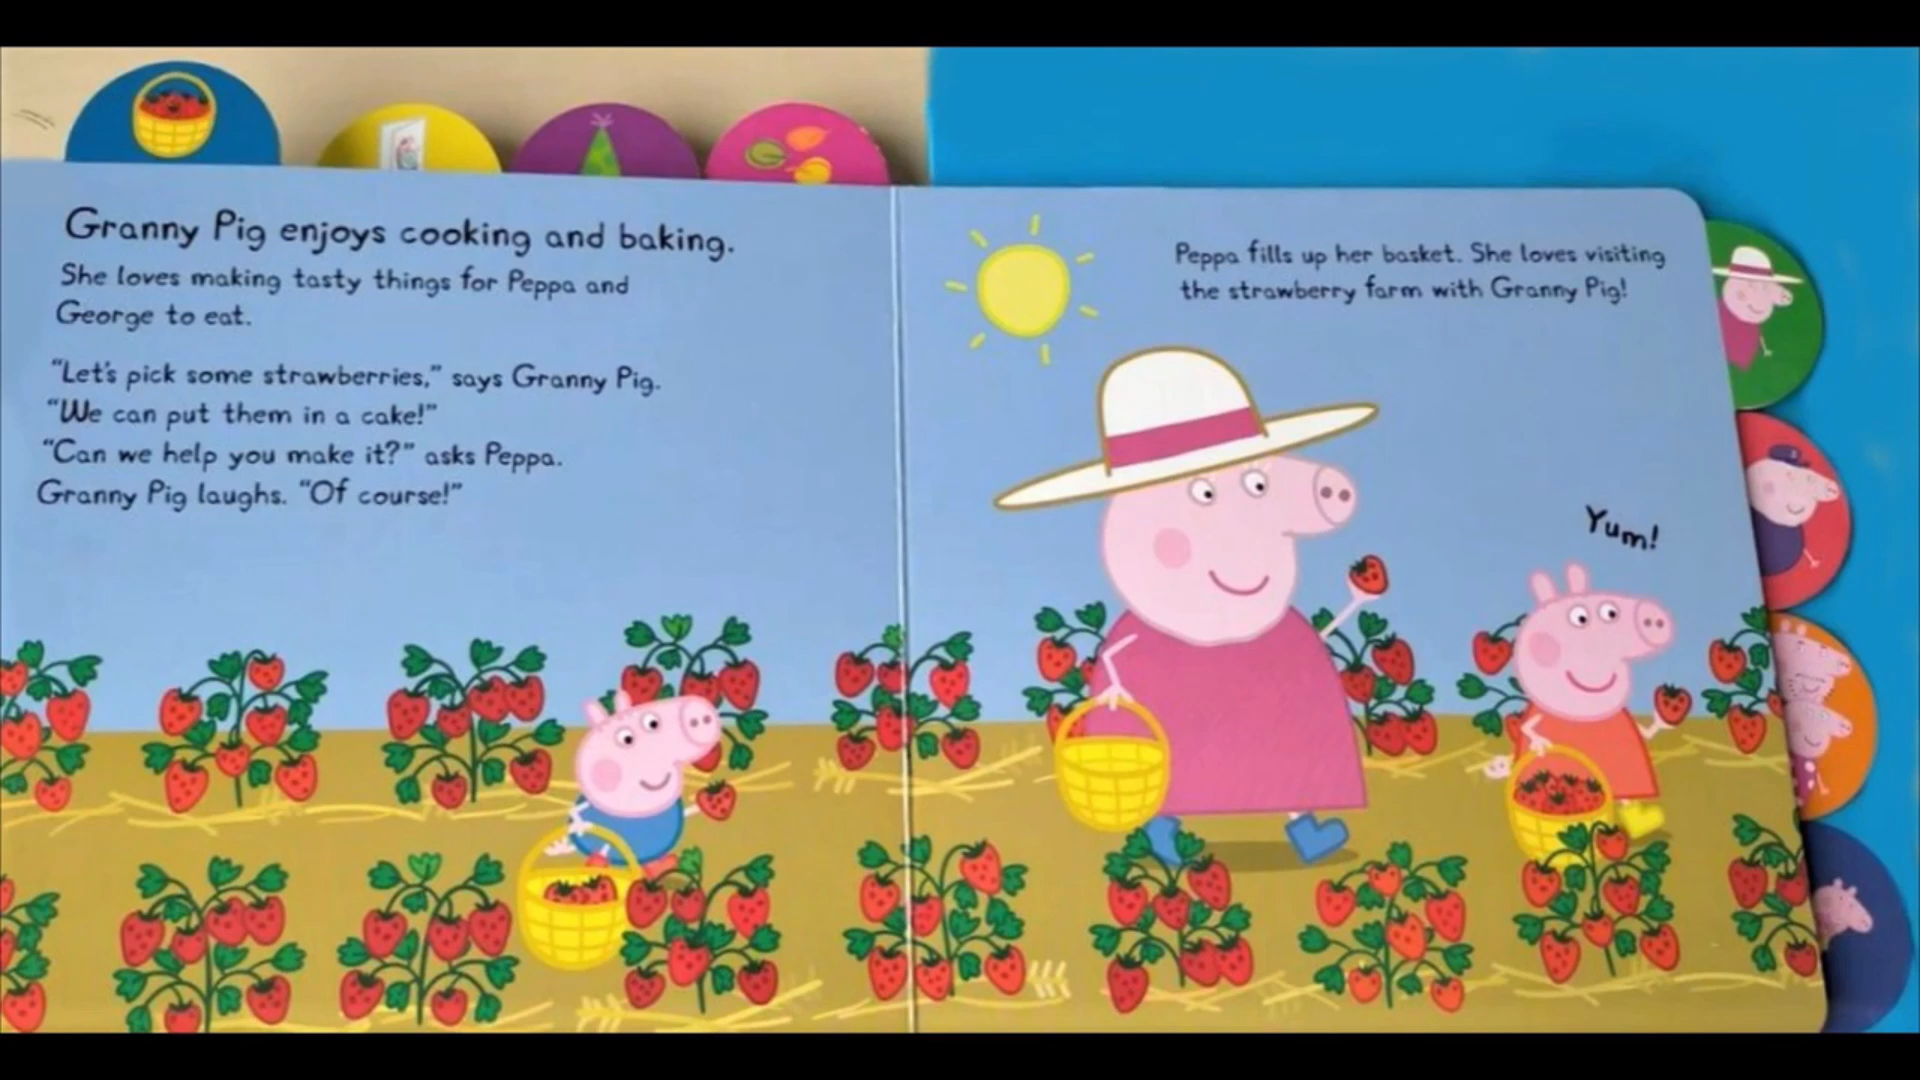 Granny Pig enjoys cooking and baking.
She loves making tasty things for Peppa and
George to eat.
“Let's pick some strawberries,” says Granny Pig.
“We can put them in a cake!”
“Can we help you make it?” asks Peppa.
Granny Pig laughs. “Of course!”
Peppa fills up her basket. She loves visiting
the strawberry farm with Granny Pig!
Yum!